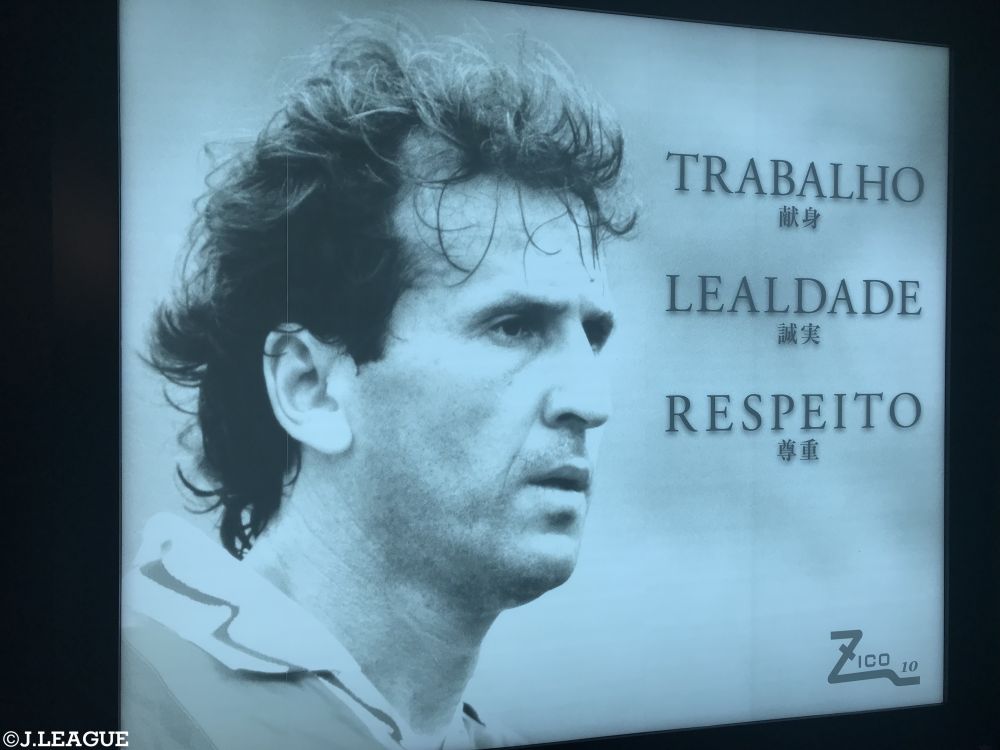 TRABALHO
献身
LEALDADE
誠実
RESPEITO
尊重
Zico 10
©J.LEAGUE